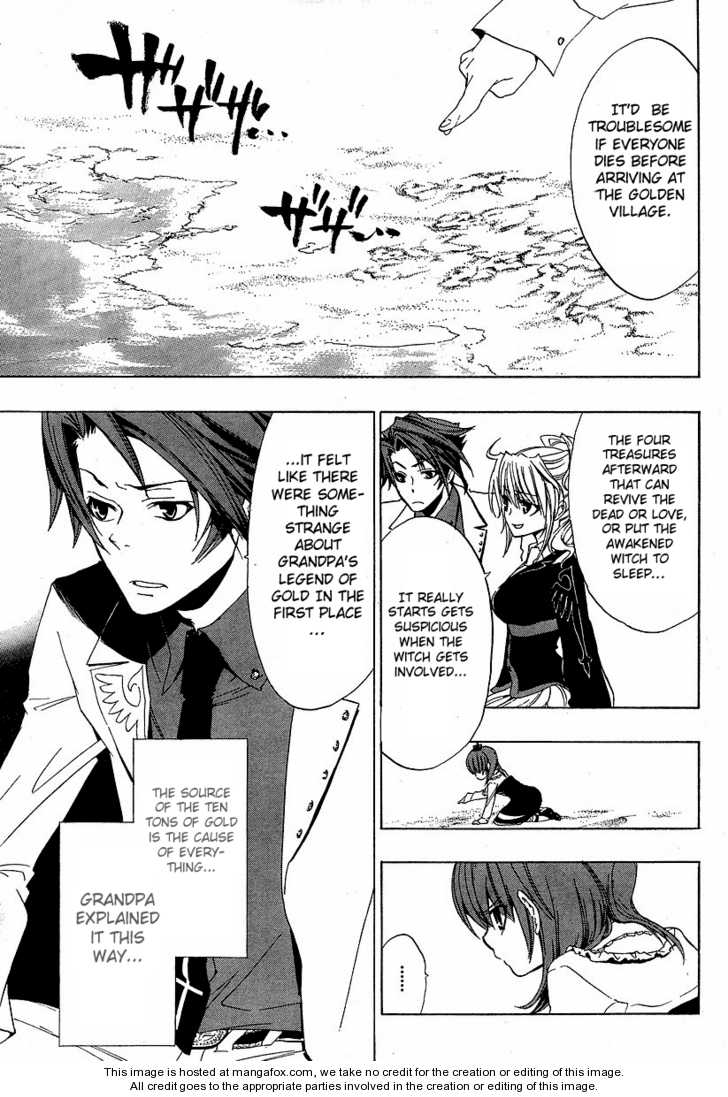 IT'D BE
TROUBLESOME
IF EVERYONE
DIES BEFORE
ARRIVING AT
THE GOLDEN
VILLAGE.
ザザザザ
ザザ
THE FOUR
TREASURES
AFTERWARD
THAT CAN
REVIVE THE
DEAD OR LOVE,
OR PUT THE
AWAKENED
WITCH TO
SLEEP...
IT REALLY
STARTS GETS
SUSPICIOUS
WHEN THE
WITCH GETS
INVOLVED...
...IT FELT
LIKE THERE
WERE SOME-
THING
STRANGE
ABOUT
GRANDPA'S
LEGEND OF
GOLD IN THE
FIRST PLACE
...
THE SOURCE
OF THE TEN
TONS OF GOLD
IS THE CAUSE
OF EVERY-
THING...
GRANDPA
EXPLAINED
IT THIS
WAY...
........
This image is hosted at mangafox.com, we take no credit for the creation or editing of this image.
All credit goes to the appropriate parties involved in the creation or editing of this image.